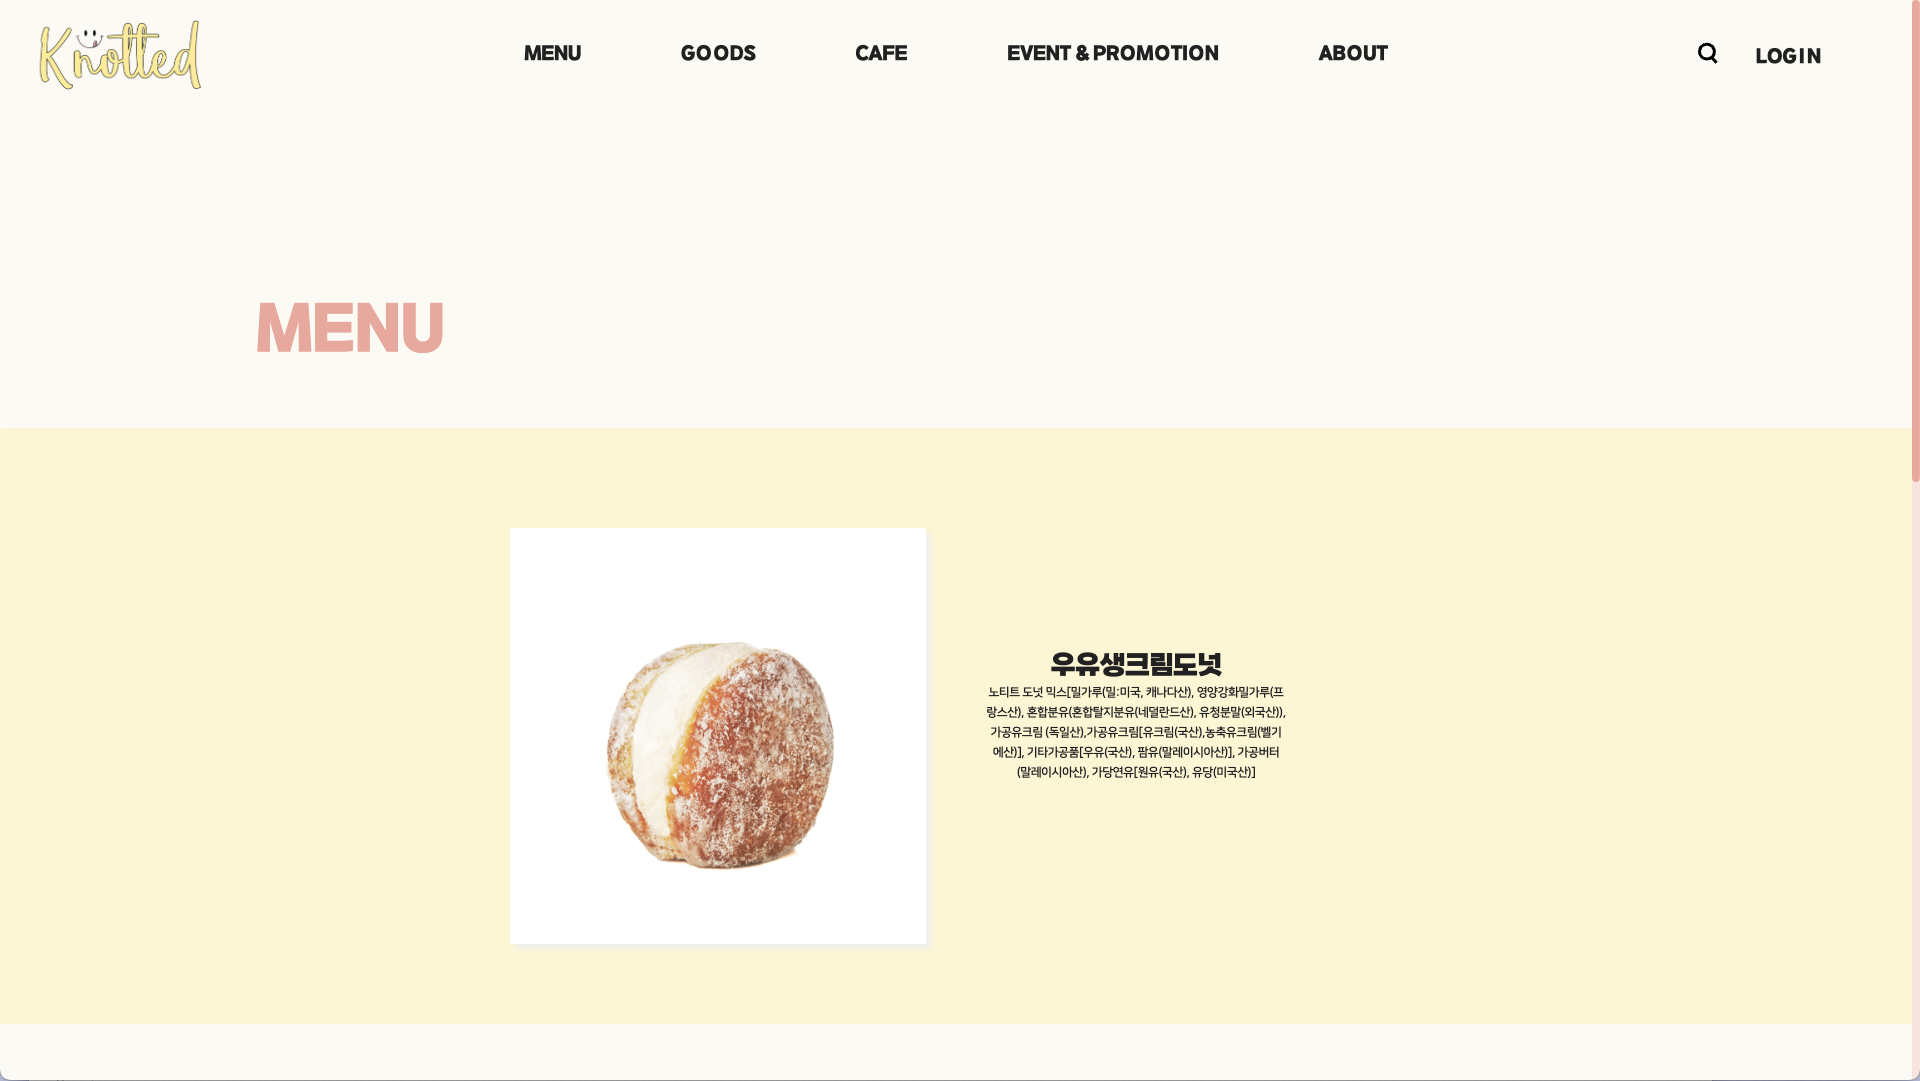 Knotted
MENU GOODS CAFE EVENT & PROMOTION ABOUT LOGIN
MENU
우유생크림도넛
노티트 도넛 믹스[밀가루(밀:미국, 캐나다산), 영양강화밀가루(프
랑스산), 혼합분유(혼합탈지분유(네덜란드산), 유청분말(외국산)),
가공유크림 (독일산),가공유크림[유크림(국산),농축유크림(벨기
에산)], 기타가공품[우유(국산), 팜유(말레이시아산)], 가공버터
(말레이시아산), 가당연유[원유(국산), 유당(미국산)]